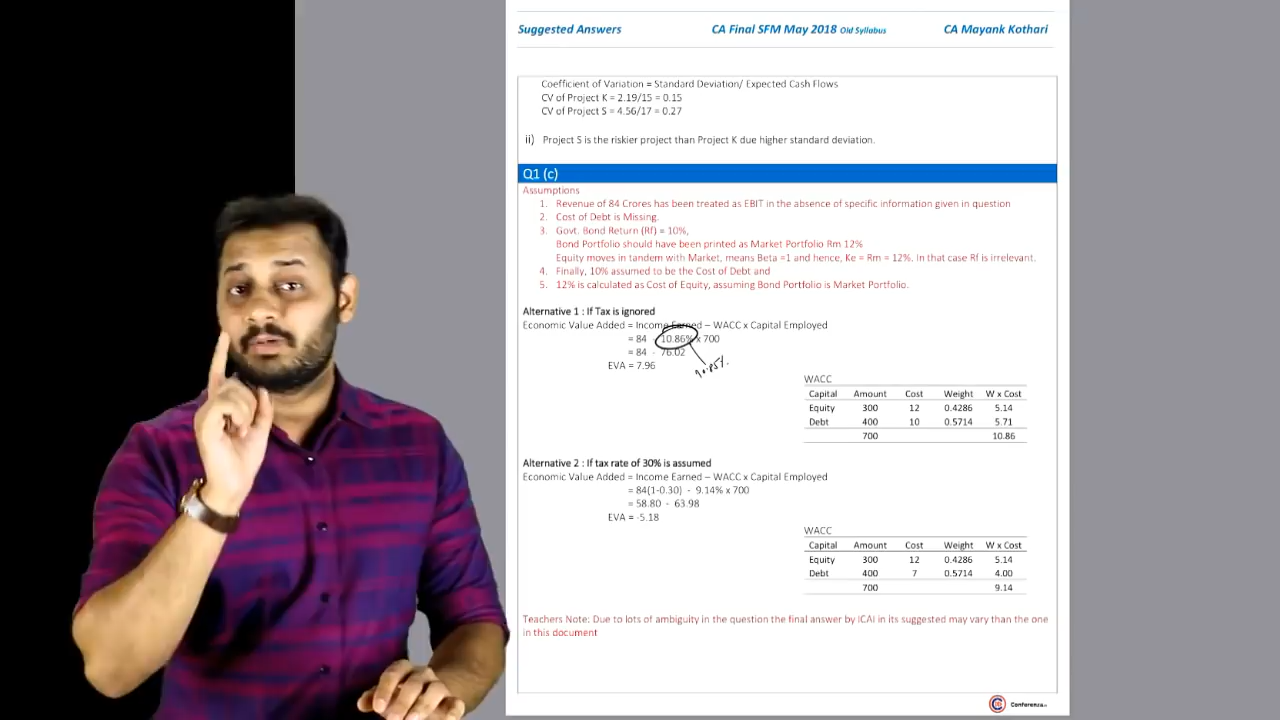 Suggested Answers CA Final SFM May 2018 Old Syllabus CA Mayank Kothari
Coefficient of Variation = Standard Deviation/ Expected Cash Flows
CV of Project K = 2.19/15 = 0.15
CV of Project S = 4.56/17 = 0.27
ii) Project S is the riskier project than Project K due higher standard deviation.
Q1 (c)
Assumptions
1. Revenue of 84 Crores has been treated as EBIT in the absence of specific information given in question
2. Cost of Debt is Missing.
3. Govt. Bond Return (Rf) = 10%,
Bond Portfolio should have been printed as Market Portfolio Rm 12%
Equity moves in tandem with Market, means Beta =1 and hence, Ke = Rm = 12%. In that case Rf is irrelevant.
4. Finally, 10% assumed to be the Cost of Debt and
5. 12% is calculated as Cost of Equity, assuming Bond Portfolio is Market Portfolio.
Alternative 1 : If Tax is ignored
Economic Value Added = Income Earned – WACC x Capital Employed
= 84 10.86% x 700
= 84 - 76.02
EVA = 7.96
WACC
Capital Amount Cost Weight W x Cost
Equity 300 12 0.4286 5.14
Debt 400 10 0.5714 5.71
700 10.86
Alternative 2 : If tax rate of 30% is assumed
Economic Value Added = Income Earned – WACC x Capital Employed
= 84(1-0.30) - 9.14% x 700
= 58.80 - 63.98
EVA = -5.18
WACC
Capital Amount Cost Weight W x Cost
Equity 300 12 0.4286 5.14
Debt 400 7 0.5714 4.00
700 9.14
Teachers Note: Due to lots of ambiguity in the question the final answer by ICAI in its suggested may vary than the one
in this document
Conferenza